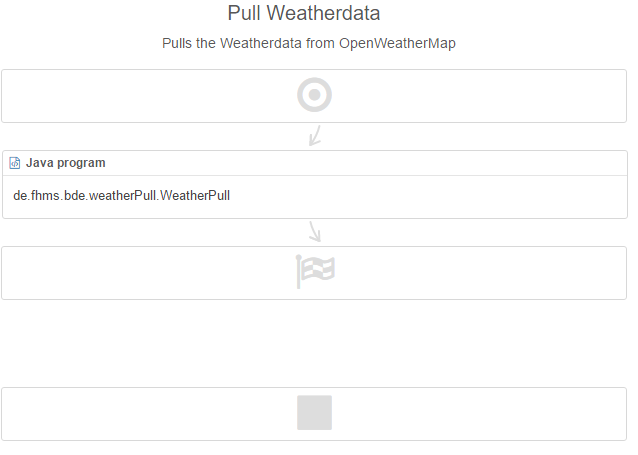 Pull Weatherdata
Pulls the Weatherdata from OpenWeatherMap
Java program
de.fhms.bde.weatherPull.WeatherPull